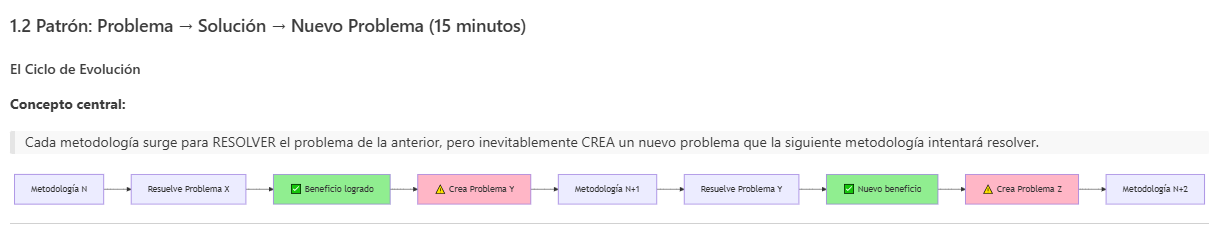 1.2 Patrón: Problema → Solución → Nuevo Problema (15 minutos)
El Ciclo de Evolución
Concepto central:
Cada metodología surge para RESOLVER el problema de la anterior, pero inevitablemente CREA un nuevo problema que la siguiente metodología intentará resolver.
Metodología N
Resuelve Problema X
✅ Beneficio logrado
⚠️ Crea Problema Y
Metodología N+1
Resuelve Problema Y
✅ Nuevo beneficio
⚠️ Crea Problema Z
Metodología N+2